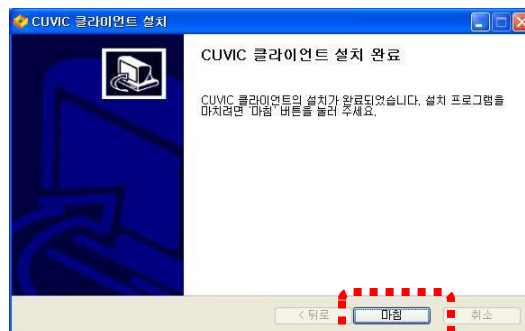 CUVIC 클라이언트 설치
CUVIC 클라이언트 설치 완료
CUVIC 클라이언트의 설치가 완료되었습니다. 설치 프로그램을
마치려면 '마침' 버튼을 눌러 주세요.
< 뒤로 마침 취소